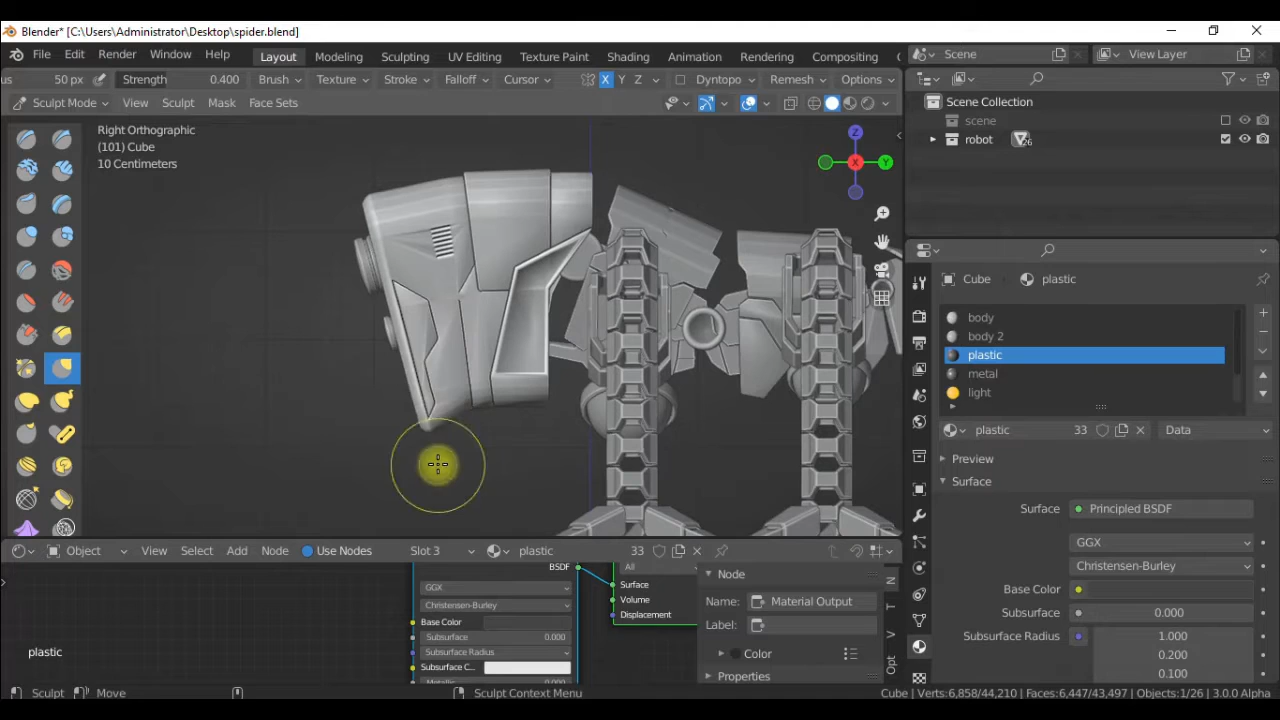 Blender* [C:\Users\Administrator\Desktop\spider.blend]
File Edit Render Window Help Layout Modeling Sculpting UV Editing Texture Paint Shading Animation Rendering Compositing Scene View Layer
us 50 px Strength 0.400 Brush Texture Stroke Falloff Cursor X Y Z Dyntopo Remesh Options
Sculpt Mode View Sculpt Mask Face Sets
Scene Collection
scene
robot 26
Right Orthographic
(101) Cube
10 Centimeters
Z
X
Y
Cube plastic
body
body 2
plastic
metal
light
plastic 33 Data
Preview
Surface
Surface Principled BSDF
GGX
Christensen-Burley
Base Color
Subsurface 0.000
Subsurface Radius 1.000
0.200
0.100
Object View Select Add Node Use Nodes Slot 3 plastic 33
BSDF
GGX
Christensen-Burley
Base Color
Subsurface 0.000
Subsurface Radius
Subsurface C...
All
Surface
Volume
Displacement
Node
Name: Material Output
Label:
Color
Properties
N
T
V
Opt
plastic
Sculpt Move Sculpt Context Menu Cube | Verts:6,858/44,210 | Faces:6,447/43,497 | Objects:1/26 | 3.0.0 Alpha